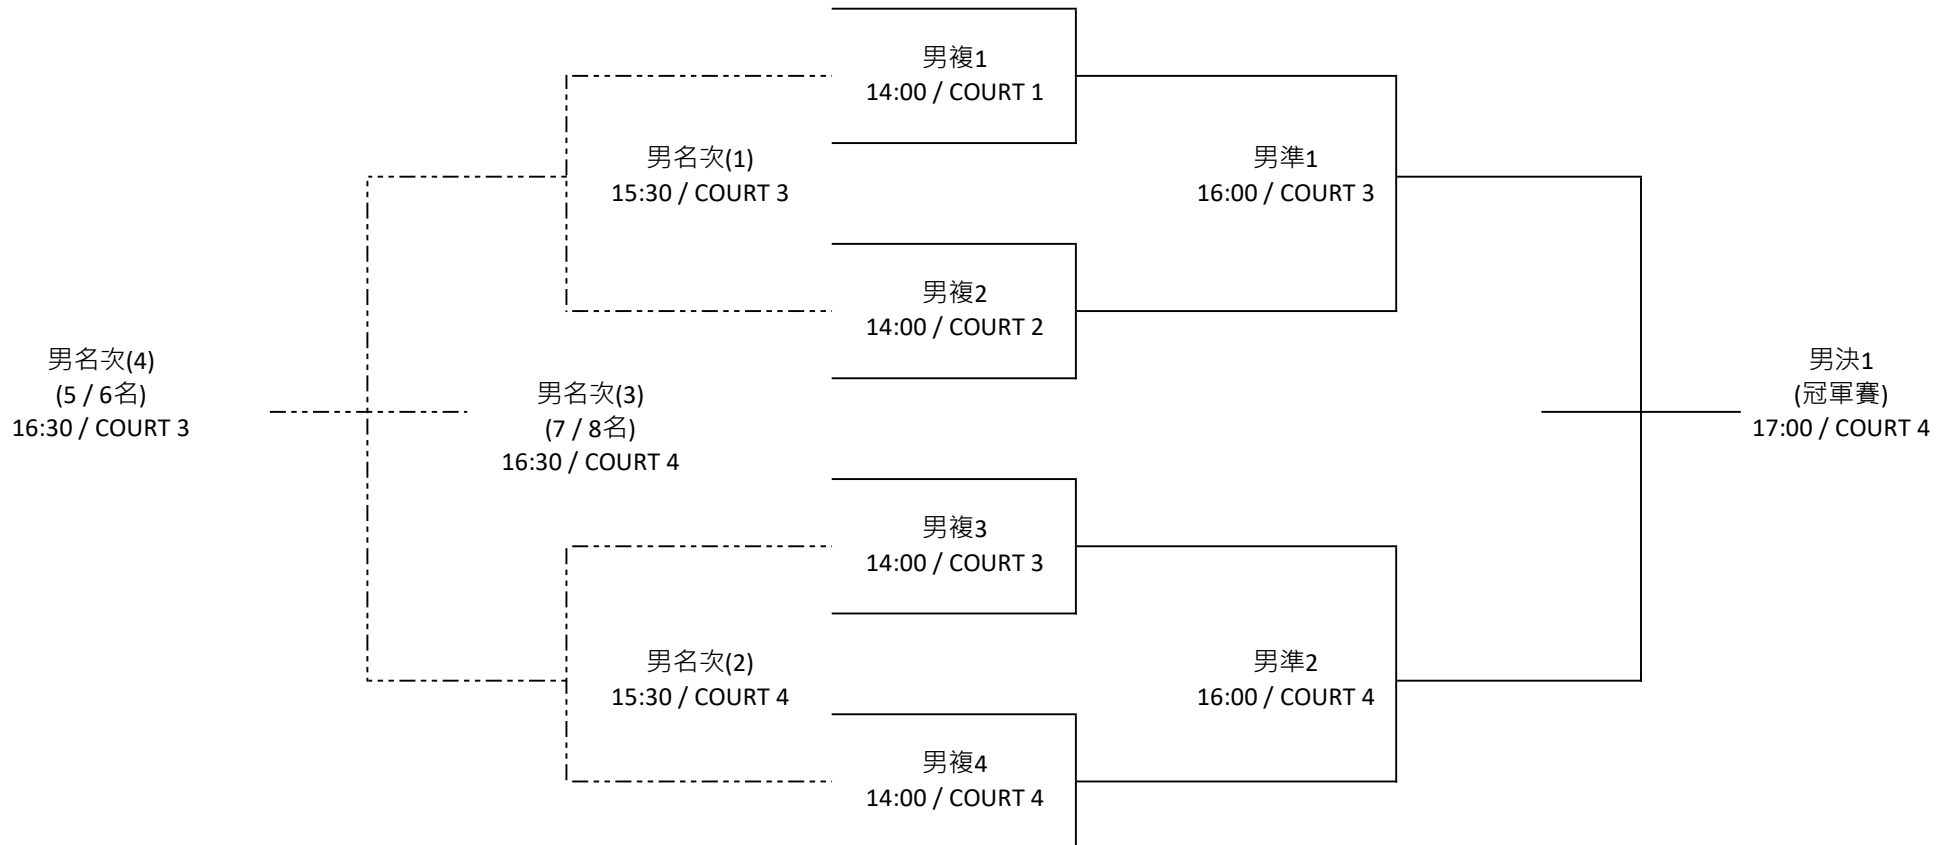 男複1
14:00 / COURT 1
男名次(1)
15:30 / COURT 3
男準1
16:00 / COURT 3
男複2
14:00 / COURT 2
男名次(4)
(5 / 6名)
16:30 / COURT 3
男名次(3)
(7 / 8名)
16:30 / COURT 4
男決1
(冠軍賽)
17:00 / COURT 4
男複3
14:00 / COURT 3
男名次(2)
15:30 / COURT 4
男準2
16:00 / COURT 4
男複4
14:00 / COURT 4